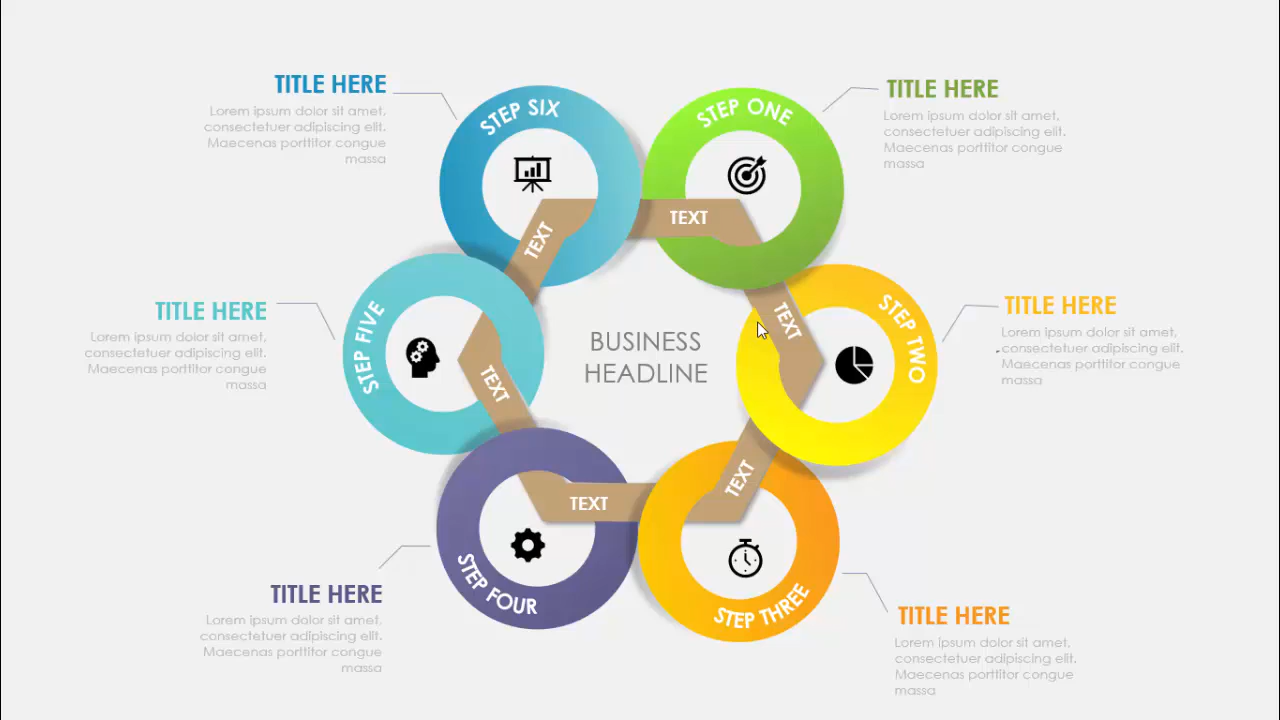 TITLE HERE
Lorem ipsum dolor sit amet,
consectetuer adipiscing elit.
Maecenas porttitor congue
massa
STEP SIX
STEP ONE
TITLE HERE
Lorem ipsum dolor sit amet,
consectetuer adipiscing elit.
Maecenas porttitor congue
massa
TEXT
TEXT
TITLE HERE
Lorem ipsum dolor sit amet,
consectetuer adipiscing elit.
Maecenas porttitor congue
massa
STEP FIVE
TEXT
BUSINESS
HEADLINE
TEXT
STEP TWO
TITLE HERE
Lorem ipsum dolor sit amet,
consectetuer adipiscing elit.
Maecenas porttitor congue
massa
TEXT
TEXT
TITLE HERE
Lorem ipsum dolor sit amet,
consectetuer adipiscing elit.
Maecenas porttitor congue
massa
STEP FOUR
STEP THREE
TITLE HERE
Lorem ipsum dolor sit amet,
consectetuer adipiscing elit.
Maecenas porttitor congue
massa